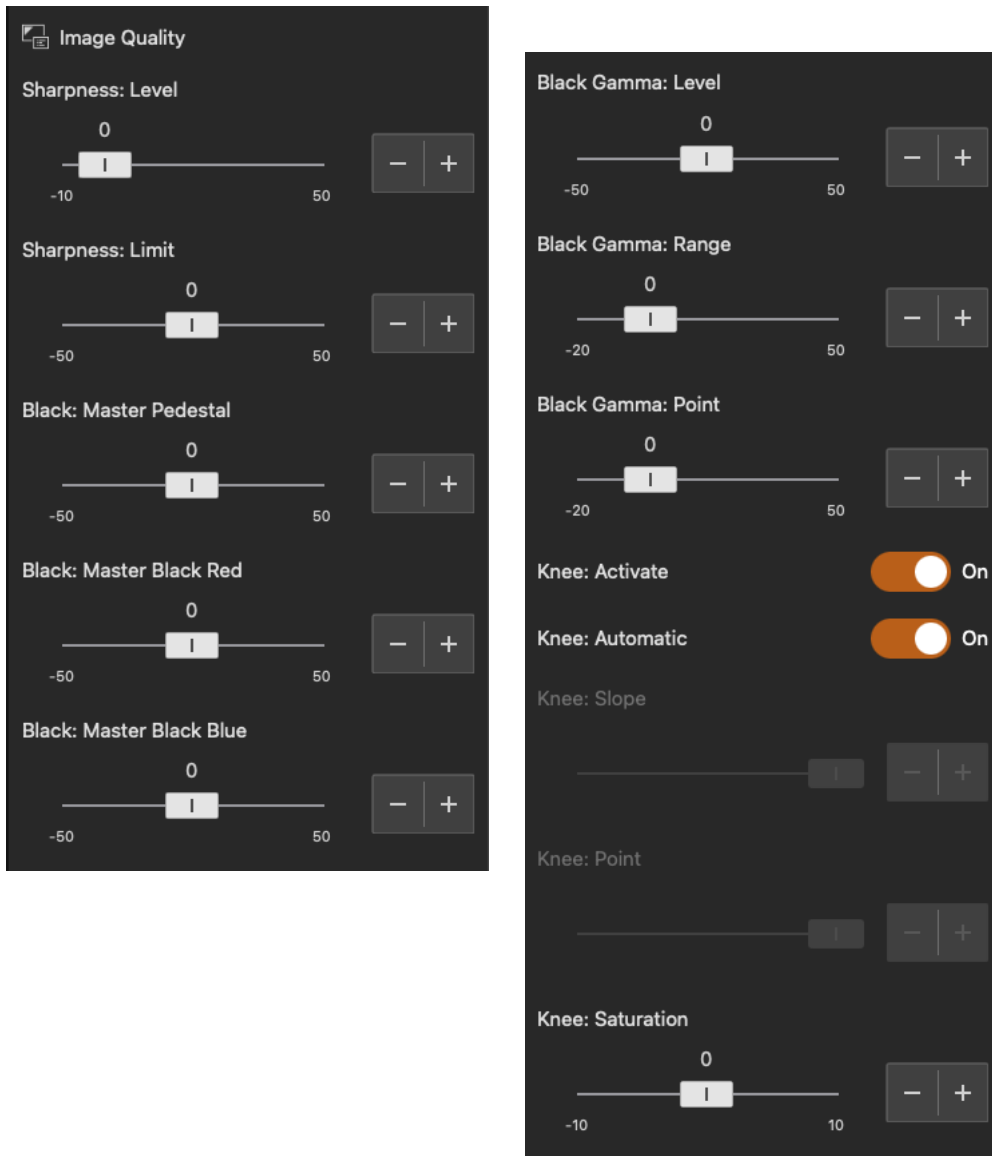 Image Quality
Sharpness: Level
0
− +
-10 50
Sharpness: Limit
0
− +
-50 50
Black: Master Pedestal
0
− +
-50 50
Black: Master Black Red
0
− +
-50 50
Black: Master Black Blue
0
− +
-50 50
Black Gamma: Level
0
− +
-50 50
Black Gamma: Range
0
− +
-20 50
Black Gamma: Point
0
− +
-20 50
Knee: Activate On
Knee: Automatic On
Knee: Slope
− +
Knee: Point
− +
Knee: Saturation
0
− +
-10 10